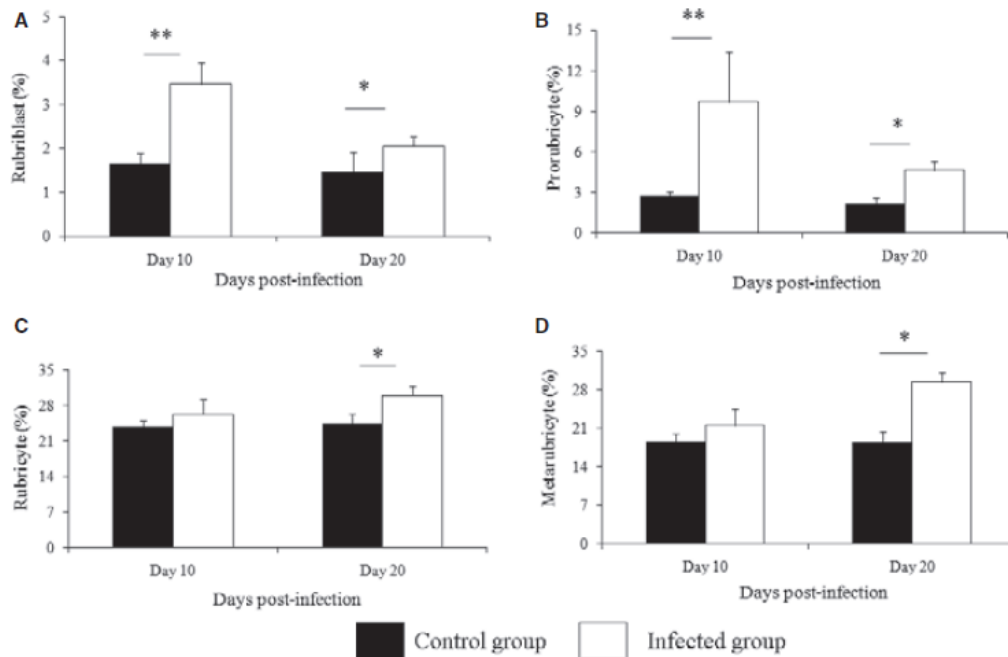 A
Rubriblast (%)
5
4
3
2
1
0
**
*
Day 10
Day 20
Days post-infection
B
Prorubricyte (%)
15
12
9
6
3
0
**
*
Day 10
Day 20
Days post-infection
C
Rubricyte (%)
35
28
21
14
7
0
*
Day 10
Day 20
Days post-infection
D
Metarubricyte (%)
35
28
21
14
7
0
*
Day 10
Day 20
Days post-infection
Control group
Infected group